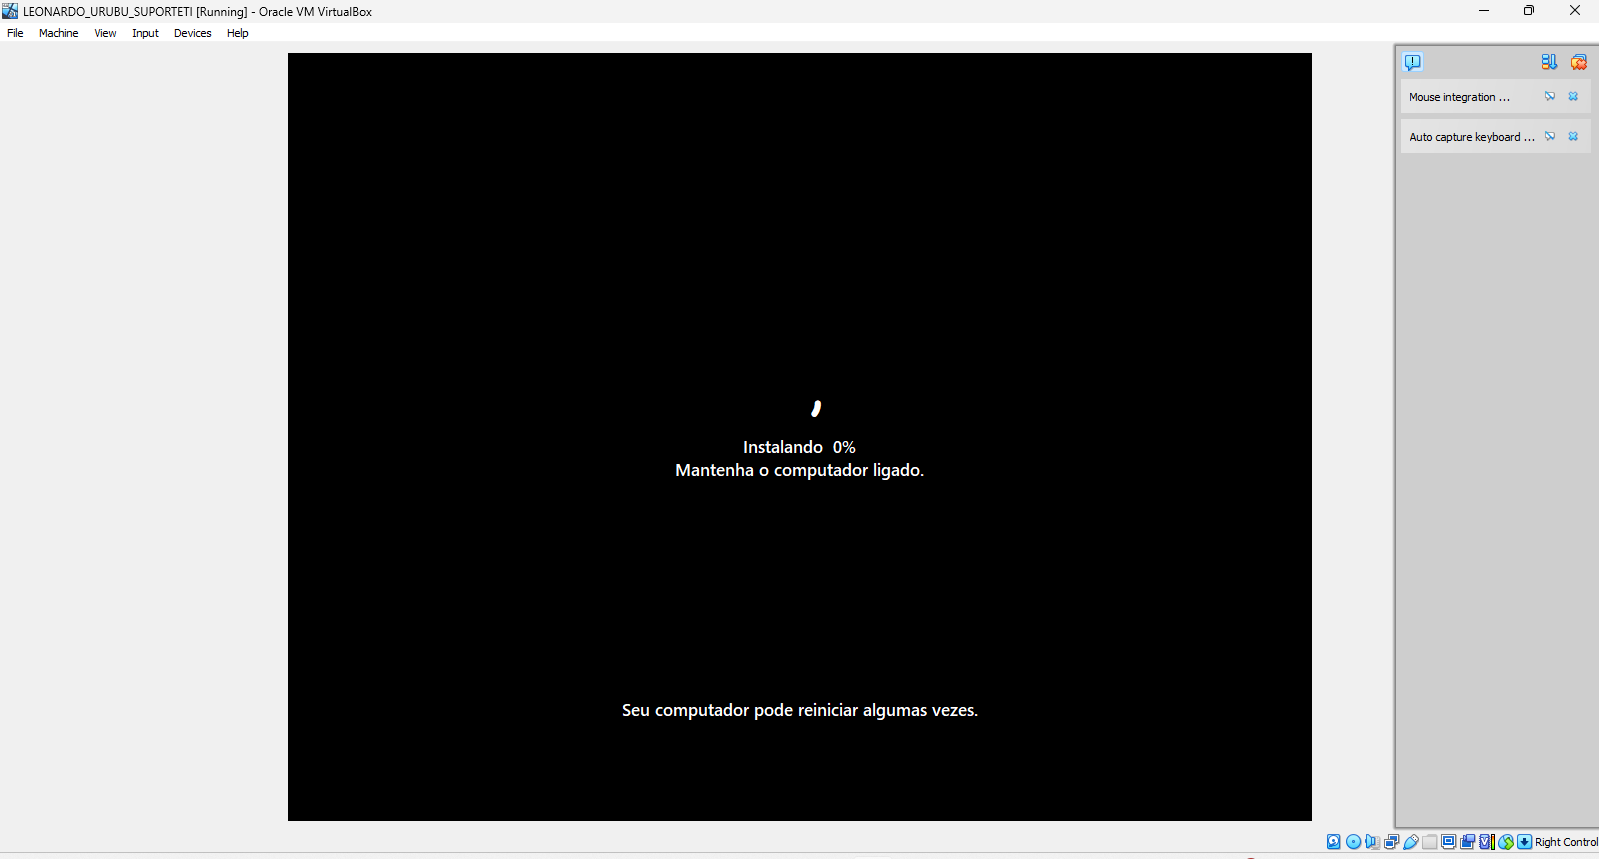 LEONARDO_URUBU_SUPORTETI [Running] - Oracle VM VirtualBox
File Machine View Input Devices Help
Mouse integration ...
Auto capture keyboard ...
Instalando 0%
Mantenha o computador ligado.
Seu computador pode reiniciar algumas vezes.
Right Control